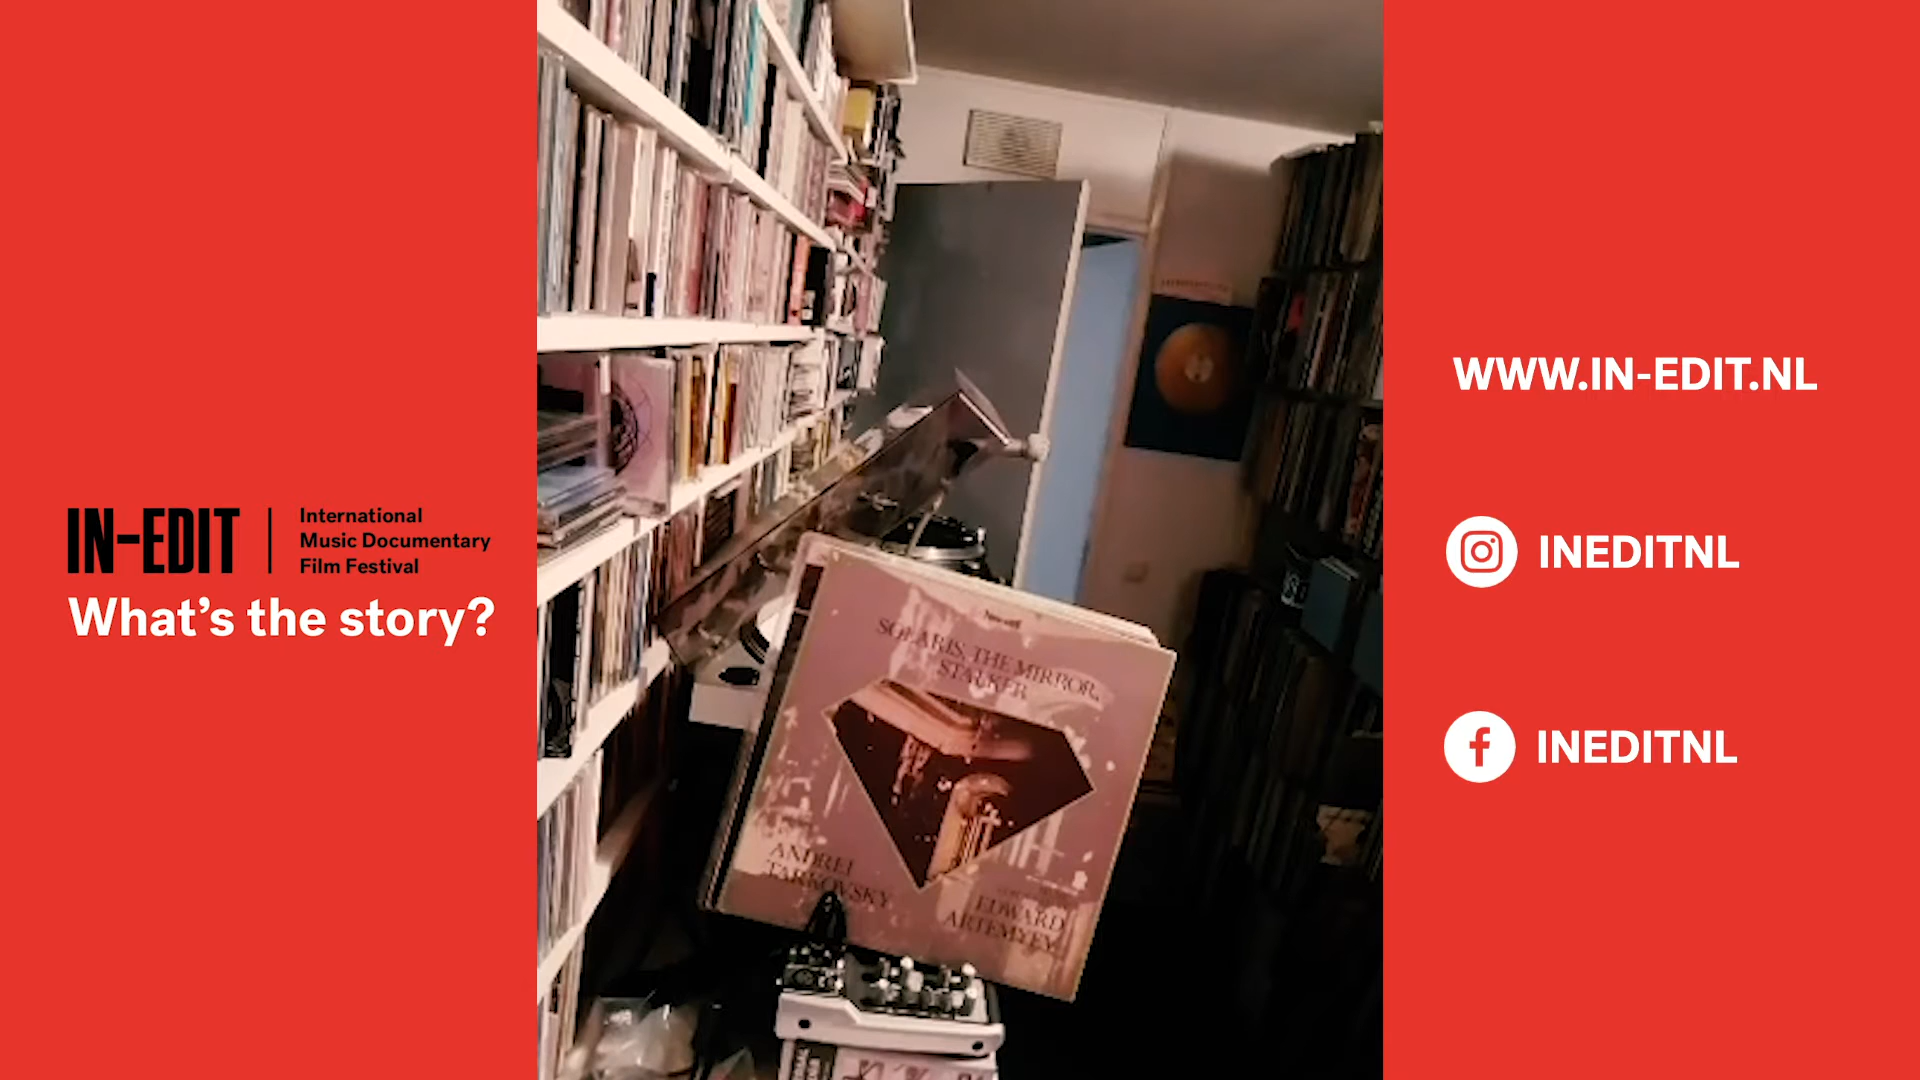 IN-EDIT
International
Music Documentary
Film Festival
What's the story?
SOLARIS, THE MIRROR,
STALKER
ANDREI
TARKOVSKY
EDWARD
ARTEMYEV
WWW.IN-EDIT.NL
INEDITNL
INEDITNL